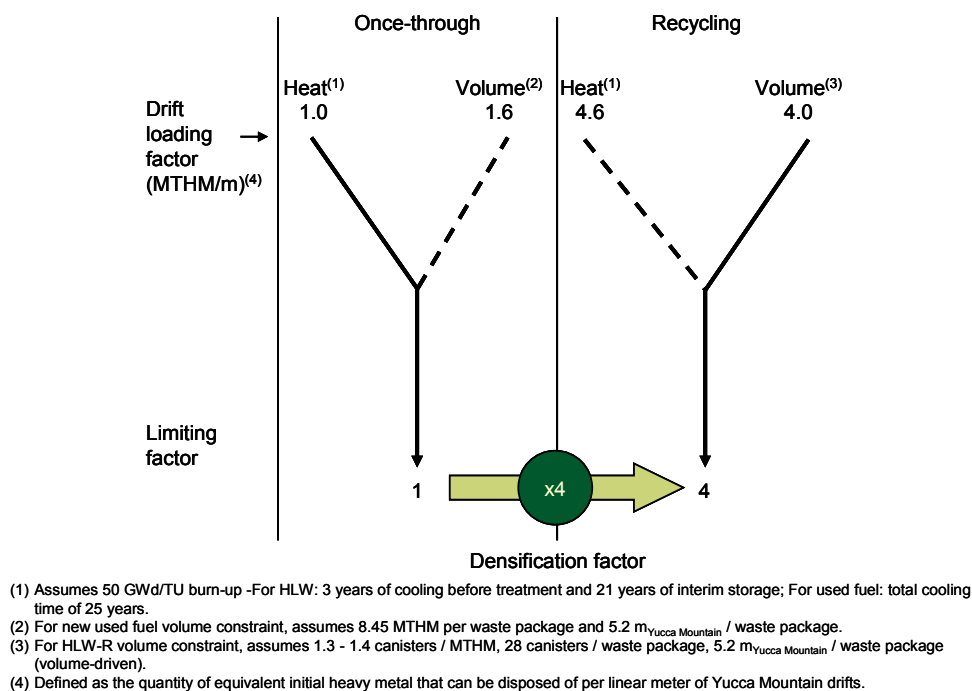 Once-through
Recycling
Heat(1)
Volume(2)
Heat(1)
Volume(3)
1.0
1.6
4.6
4.0
Drift
loading
factor
(MTHM/m)(4)
Limiting
factor
1
x4
4
Densification factor
(1) Assumes 50 GWd/TU burn-up -For HLW: 3 years of cooling before treatment and 21 years of interim storage; For used fuel: total cooling
time of 25 years.
(2) For new used fuel volume constraint, assumes 8.45 MTHM per waste package and 5.2 mYucca Mountain / waste package.
(3) For HLW-R volume constraint, assumes 1.3 - 1.4 canisters / MTHM, 28 canisters / waste package, 5.2 mYucca Mountain / waste package
(volume-driven).
(4) Defined as the quantity of equivalent initial heavy metal that can be disposed of per linear meter of Yucca Mountain drifts.